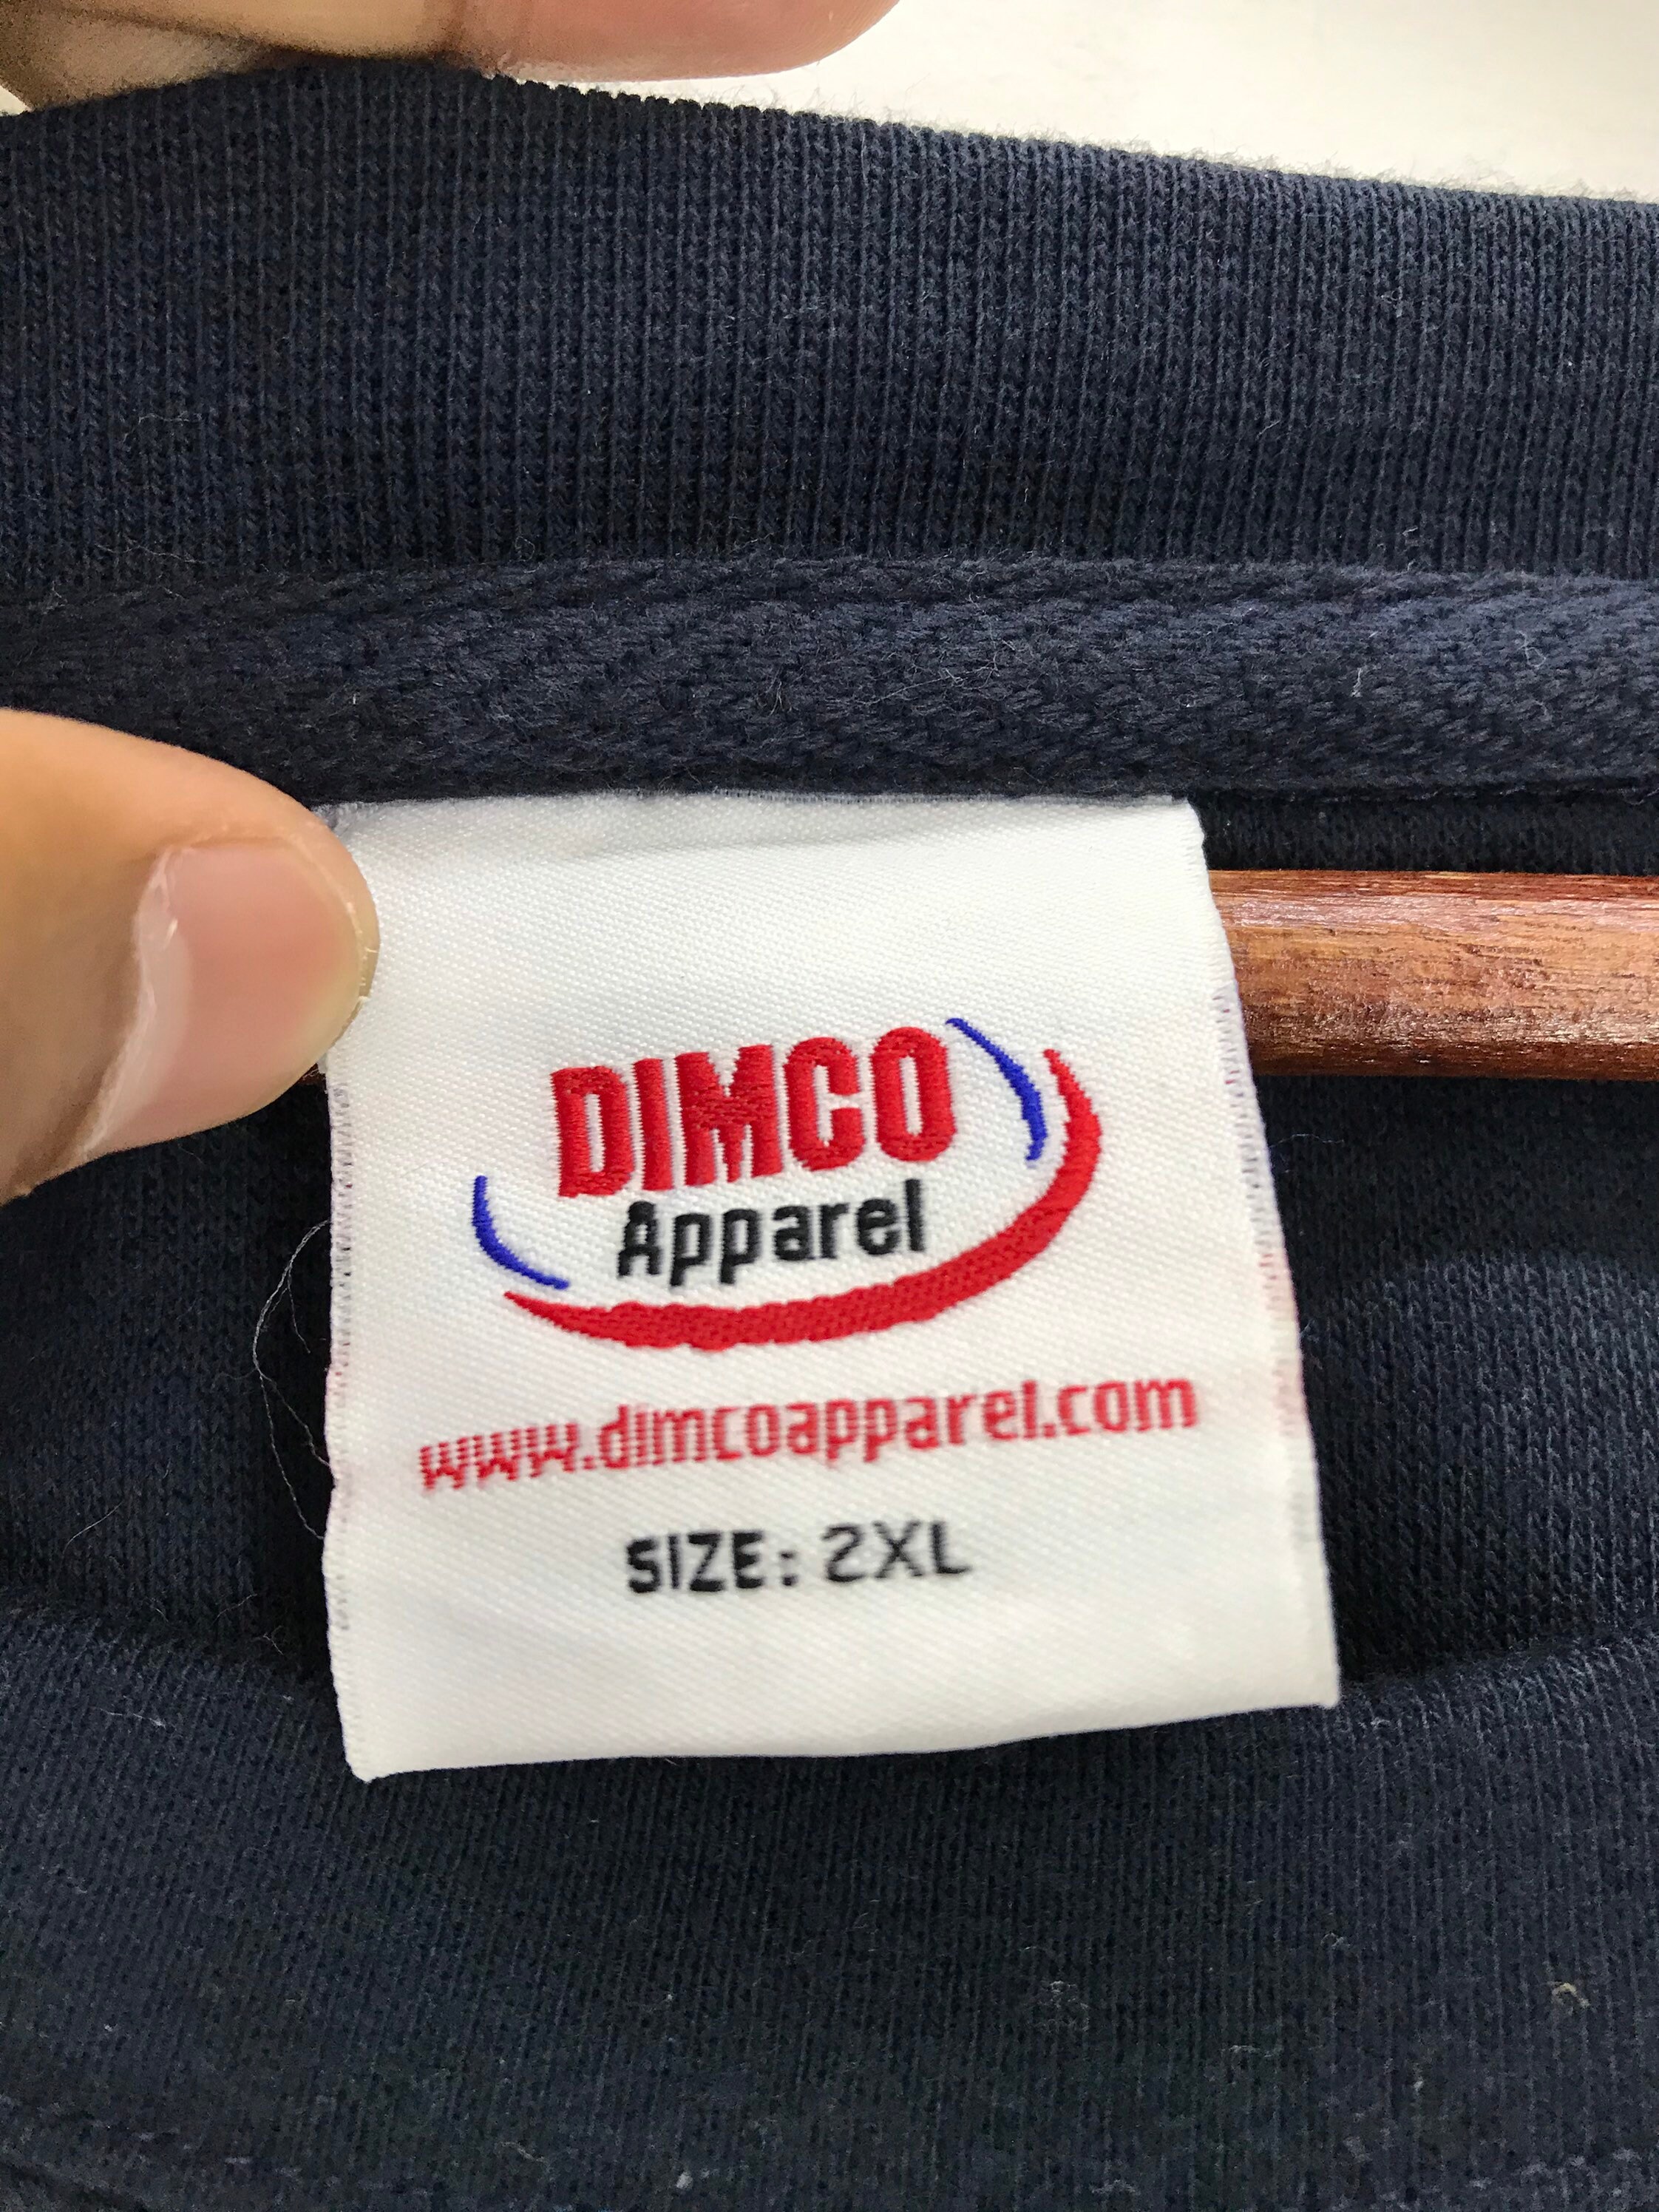 DIMCO
Apparel
www.dimcoapparel.com
SIZE: 2XL